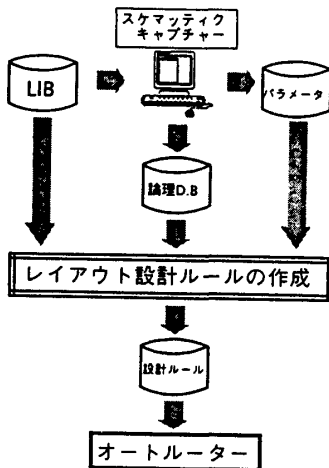 スケマッティク
キャプチャー
LIB
パラメータ
論理D.B
レイアウト設計ルールの作成
設計ルール
オートルーター